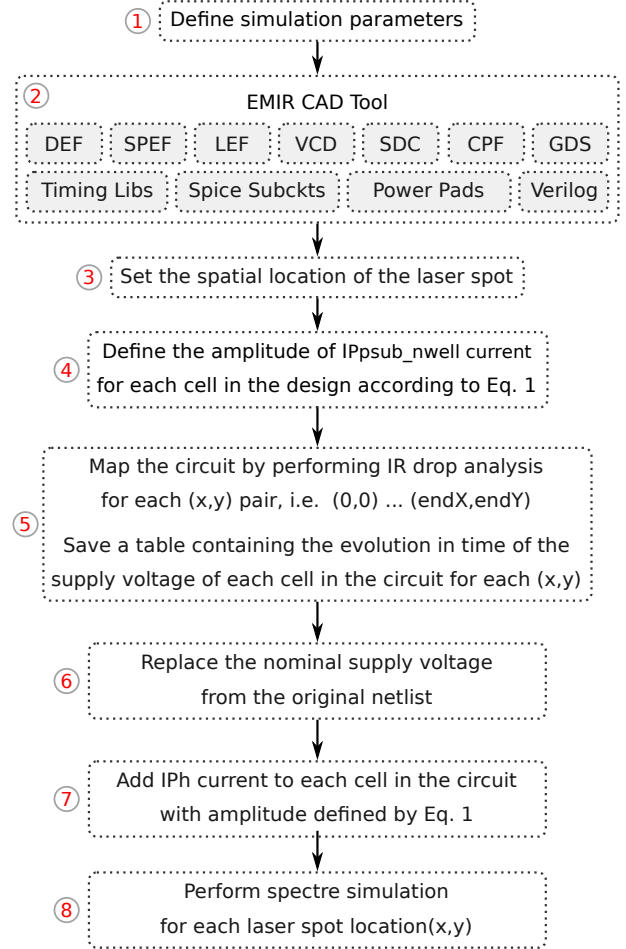 1 Define simulation parameters
2
EMIR CAD Tool
DEF SPEF LEF VCD SDC CPF GDS
Timing Libs Spice Subckts Power Pads Verilog
3 Set the spatial location of the laser spot
Define the amplitude of IPpsub_nwell current
4
for each cell in the design according to Eq. 1
Map the circuit by performing IR drop analysis
for each (x,y) pair, i.e. (0,0) ... (endX,endY)
5
Save a table containing the evolution in time of the
supply voltage of each cell in the circuit for each (x,y)
Replace the nominal supply voltage
6
from the original netlist
Add IPh current to each cell in the circuit
7
with amplitude defined by Eq. 1
Perform spectre simulation
8
for each laser spot location(x,y)